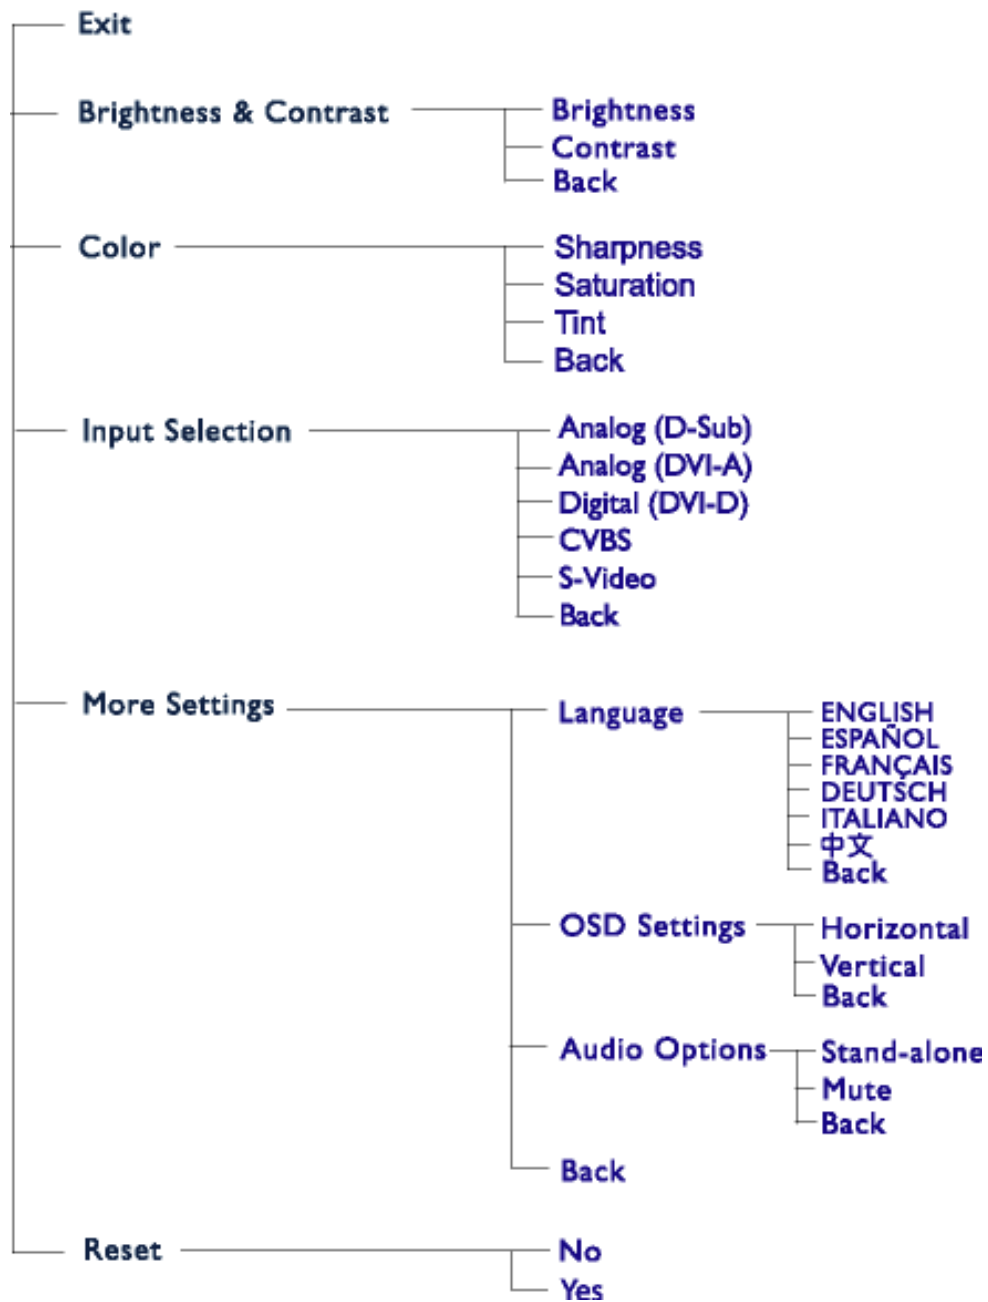 Exit
Brightness & Contrast
Brightness
Contrast
Back
Color
Sharpness
Saturation
Tint
Back
Input Selection
Analog (D-Sub)
Analog (DVI-A)
Digital (DVI-D)
CVBS
S-Video
Back
More Settings
Language
ENGLISH
ESPAÑOL
FRANÇAIS
DEUTSCH
ITALIANO
中文
Back
OSD Settings
Horizontal
Vertical
Back
Audio Options
Stand-alone
Mute
Back
Back
Reset
No
Yes